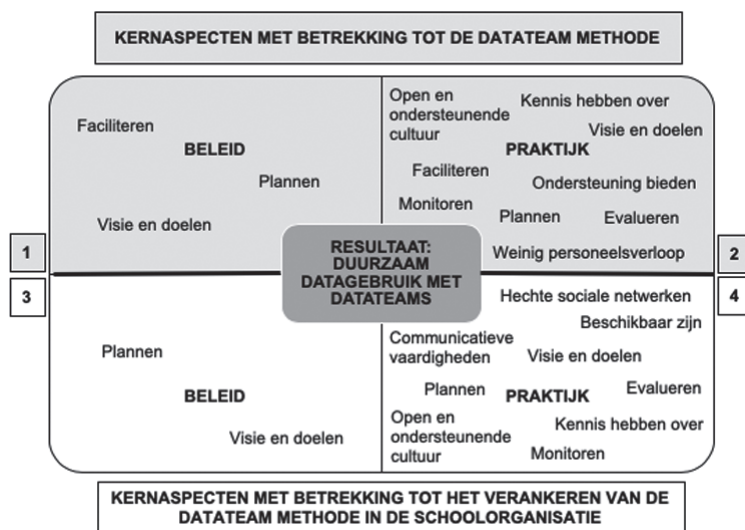 KERNASPECTEN MET BETREKKING TOT DE DATATEAM METHODE
Faciliteren
BELEID
Plannen
Visie en doelen
1
Open en
ondersteunende
cultuur
Kennis hebben over
Visie en doelen
PRAKTIJK
Faciliteren
Ondersteuning bieden
Monitoren
Plannen
Evalueren
Weinig personeelsverloop
2
RESULTAAT:
DUURZAAM
DATAGEBRUIK MET
DATATEAMS
3
Plannen
BELEID
Visie en doelen
Hechte sociale netwerken
4
Beschikbaar zijn
Communicatieve
vaardigheden
Visie en doelen
Plannen
PRAKTIJK
Evalueren
Open en
ondersteunende
cultuur
Kennis hebben over
Monitoren
KERNASPECTEN MET BETREKKING TOT HET VERANKEREN VAN DE
DATATEAM METHODE IN DE SCHOOLORGANISATIE